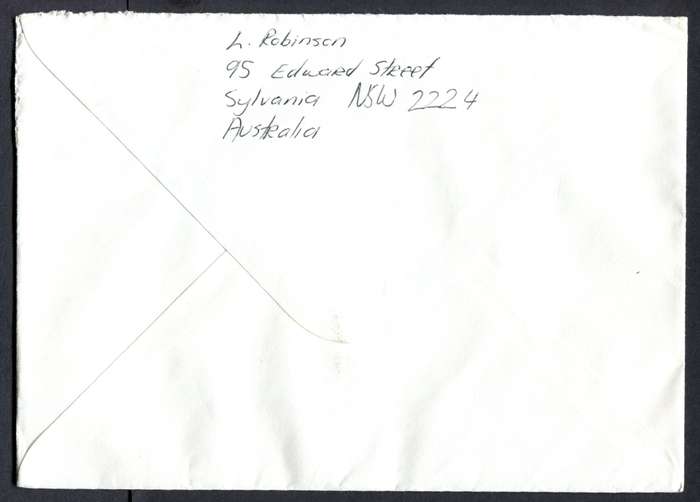 L. Robinson
95 Edward Street
Sylvania NSW 2224
Australia